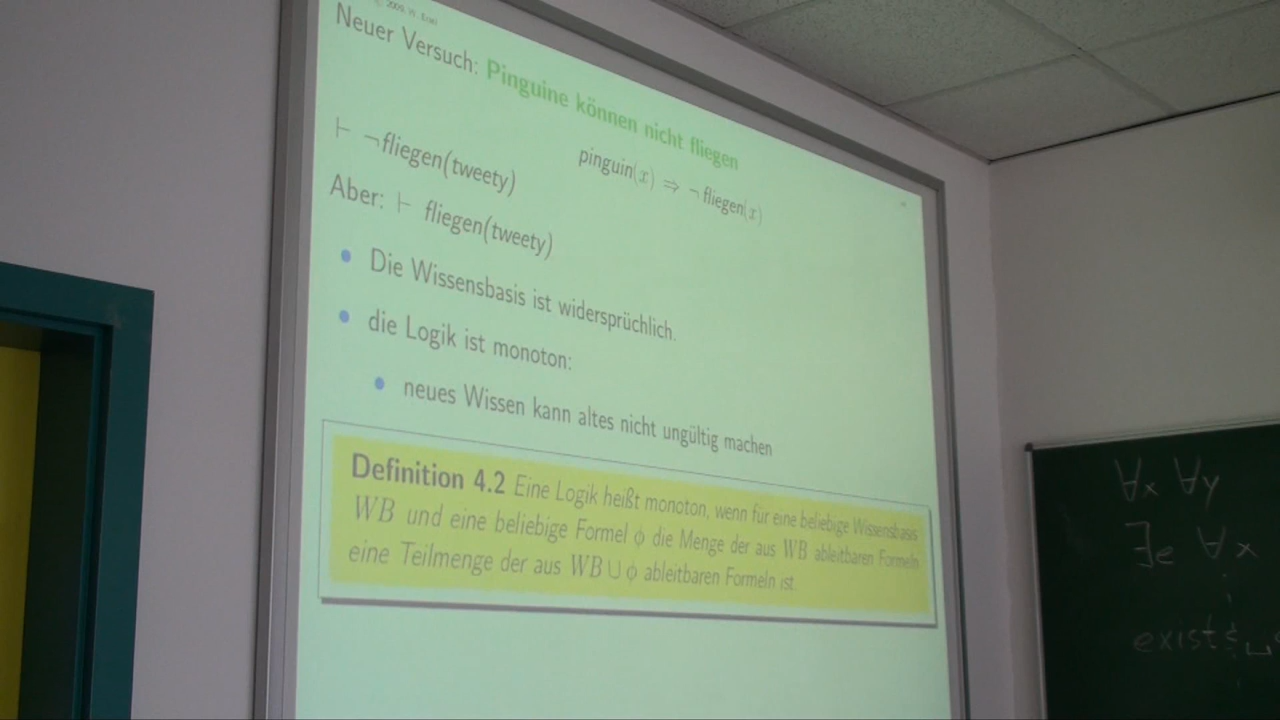 © 2009, W. Ertel
Neuer Versuch: Pinguine können nicht fliegen
pinguin(x) ⇒ ¬ fliegen(x)
⊢ ¬fliegen(tweety)
Aber: ⊢ fliegen(tweety)
• Die Wissensbasis ist widersprüchlich.
• die Logik ist monoton:
• neues Wissen kann altes nicht ungültig machen
Definition 4.2 Eine Logik heißt monoton, wenn für eine beliebige Wissensbasis
WB und eine beliebige Formel ϕ die Menge der aus WB ableitbaren Formeln
eine Teilmenge der aus WB ∪ ϕ ableitbaren Formeln ist.
∀x ∀y
∃e ∀x